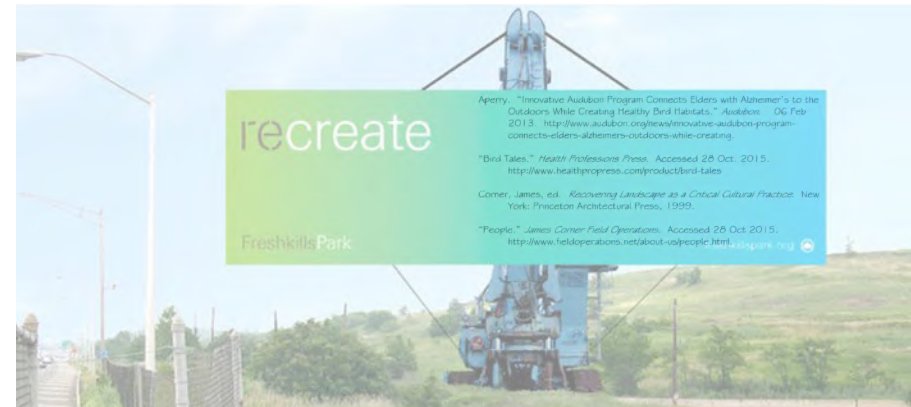 recreate
FreshkillsPark
Aperry. "Innovative Audubon Program Connects Elders with Alzheimer's to the
Outdoors While Creating Healthy Bird Habitats." Audubon. 06 Feb
2013. http://www.audubon.org/news/innovative-audubon-program-
connects-elders-alzheimers-outdoors-while-creating.
"Bird Tales." Health Professions Press. Accessed 28 Oct. 2015.
http://www.healthpropress.com/product/bird-tales
Corner, James, ed. Recovering Landscape as a Critical Cultural Practice. New
York: Princeton Architectural Press, 1999.
"People." James Corner Field Operations. Accessed 28 Oct 2015.
http://www.fieldoperations.net/about-us/people.html.